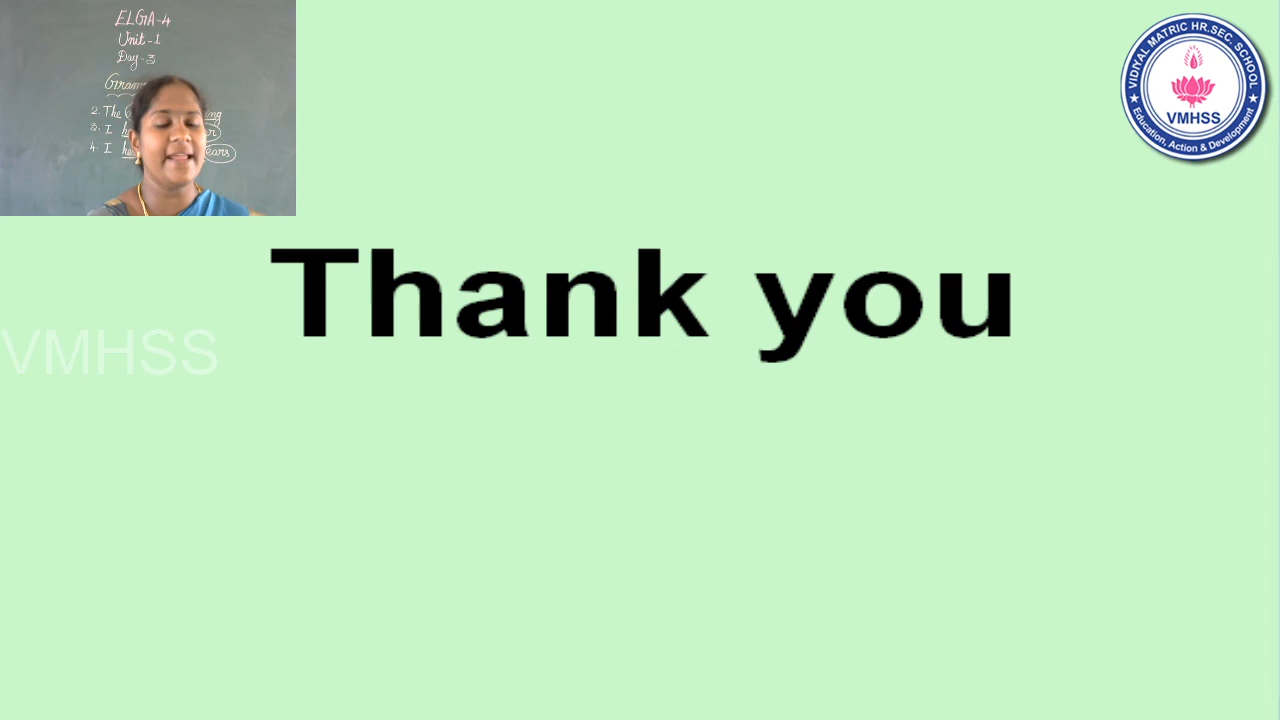 ELGA-4
Unit-1
Day-3
2. The
3. I
4. I
VIDIYAL MATRIC HR.SEC. SCHOOL
VMHSS
Education, Action & Development
Thank you
VMHSS